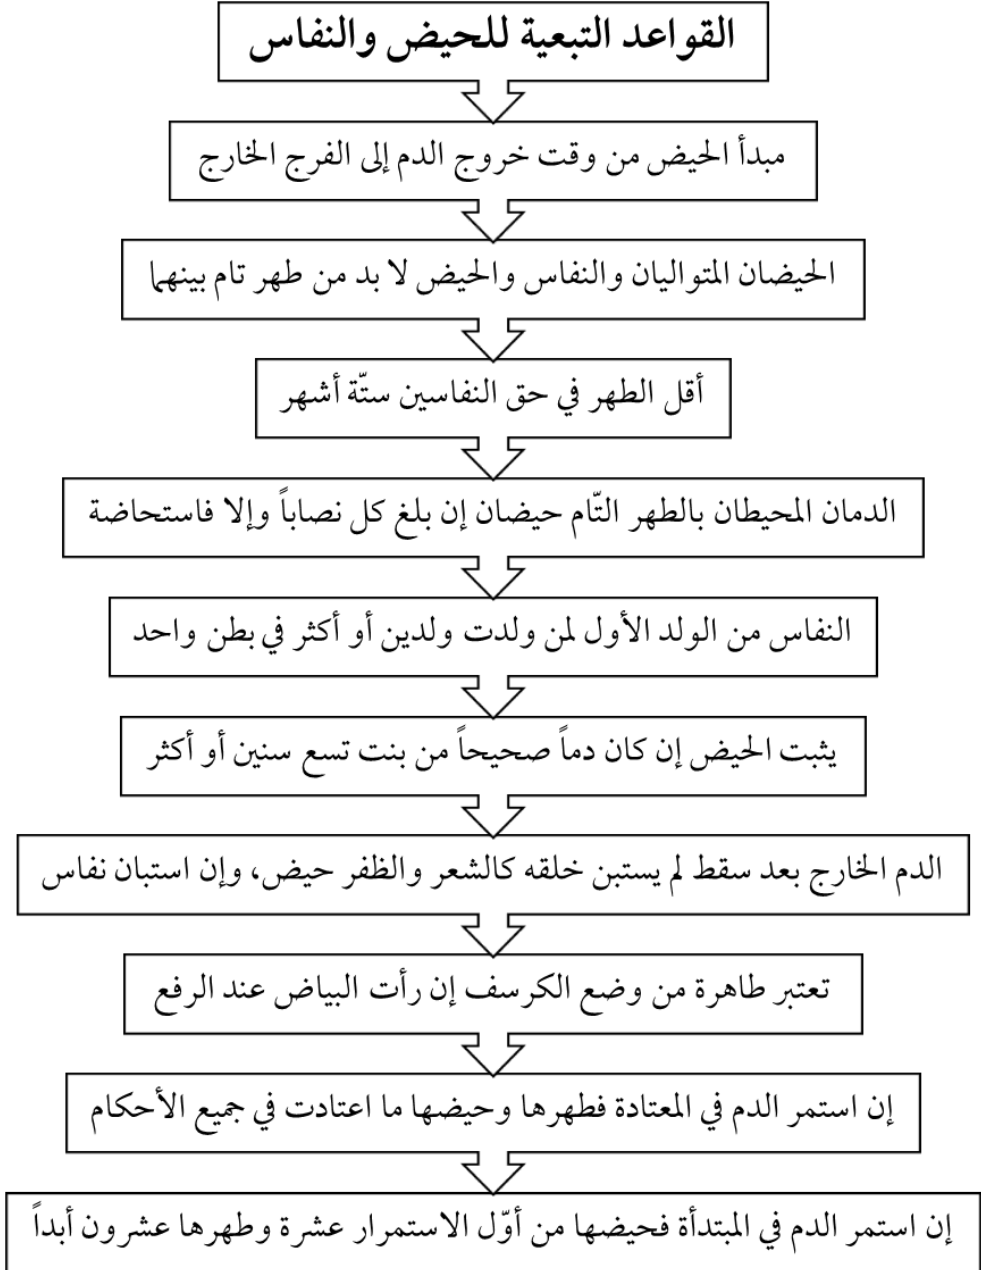 القواعد التبعية للحيض والنفاس
مبدأ الحيض من وقت خروج الدم إلى الفرج الخارج
الحيضان المتواليان والنفاس والحيض لا بد من طهر تام بينهما
أقل الطهر في حق النفاسين ستّة أشهر
الدمان المحيطان بالطهر التّام حيضان إن بلغ كل نصاباً وإلا فاستحاضة
النفاس من الولد الأول لمن ولدت ولدين أو أكثر في بطن واحد
يثبت الحيض إن كان دماً صحيحاً من بنت تسع سنين أو أكثر
الدم الخارج بعد سقط لم يستبن خلقه كالشعر والظفر حيض، وإن استبان نفاس
تعتبر طاهرة من وضع الكرسف إن رأت البياض عند الرفع
إن استمر الدم في المعتادة فطهرها وحيضها ما اعتادت في جميع الأحكام
إن استمر الدم في المبتدأة فحيضها من أوّل الاستمرار عشرة وطهرها عشرون أبداً